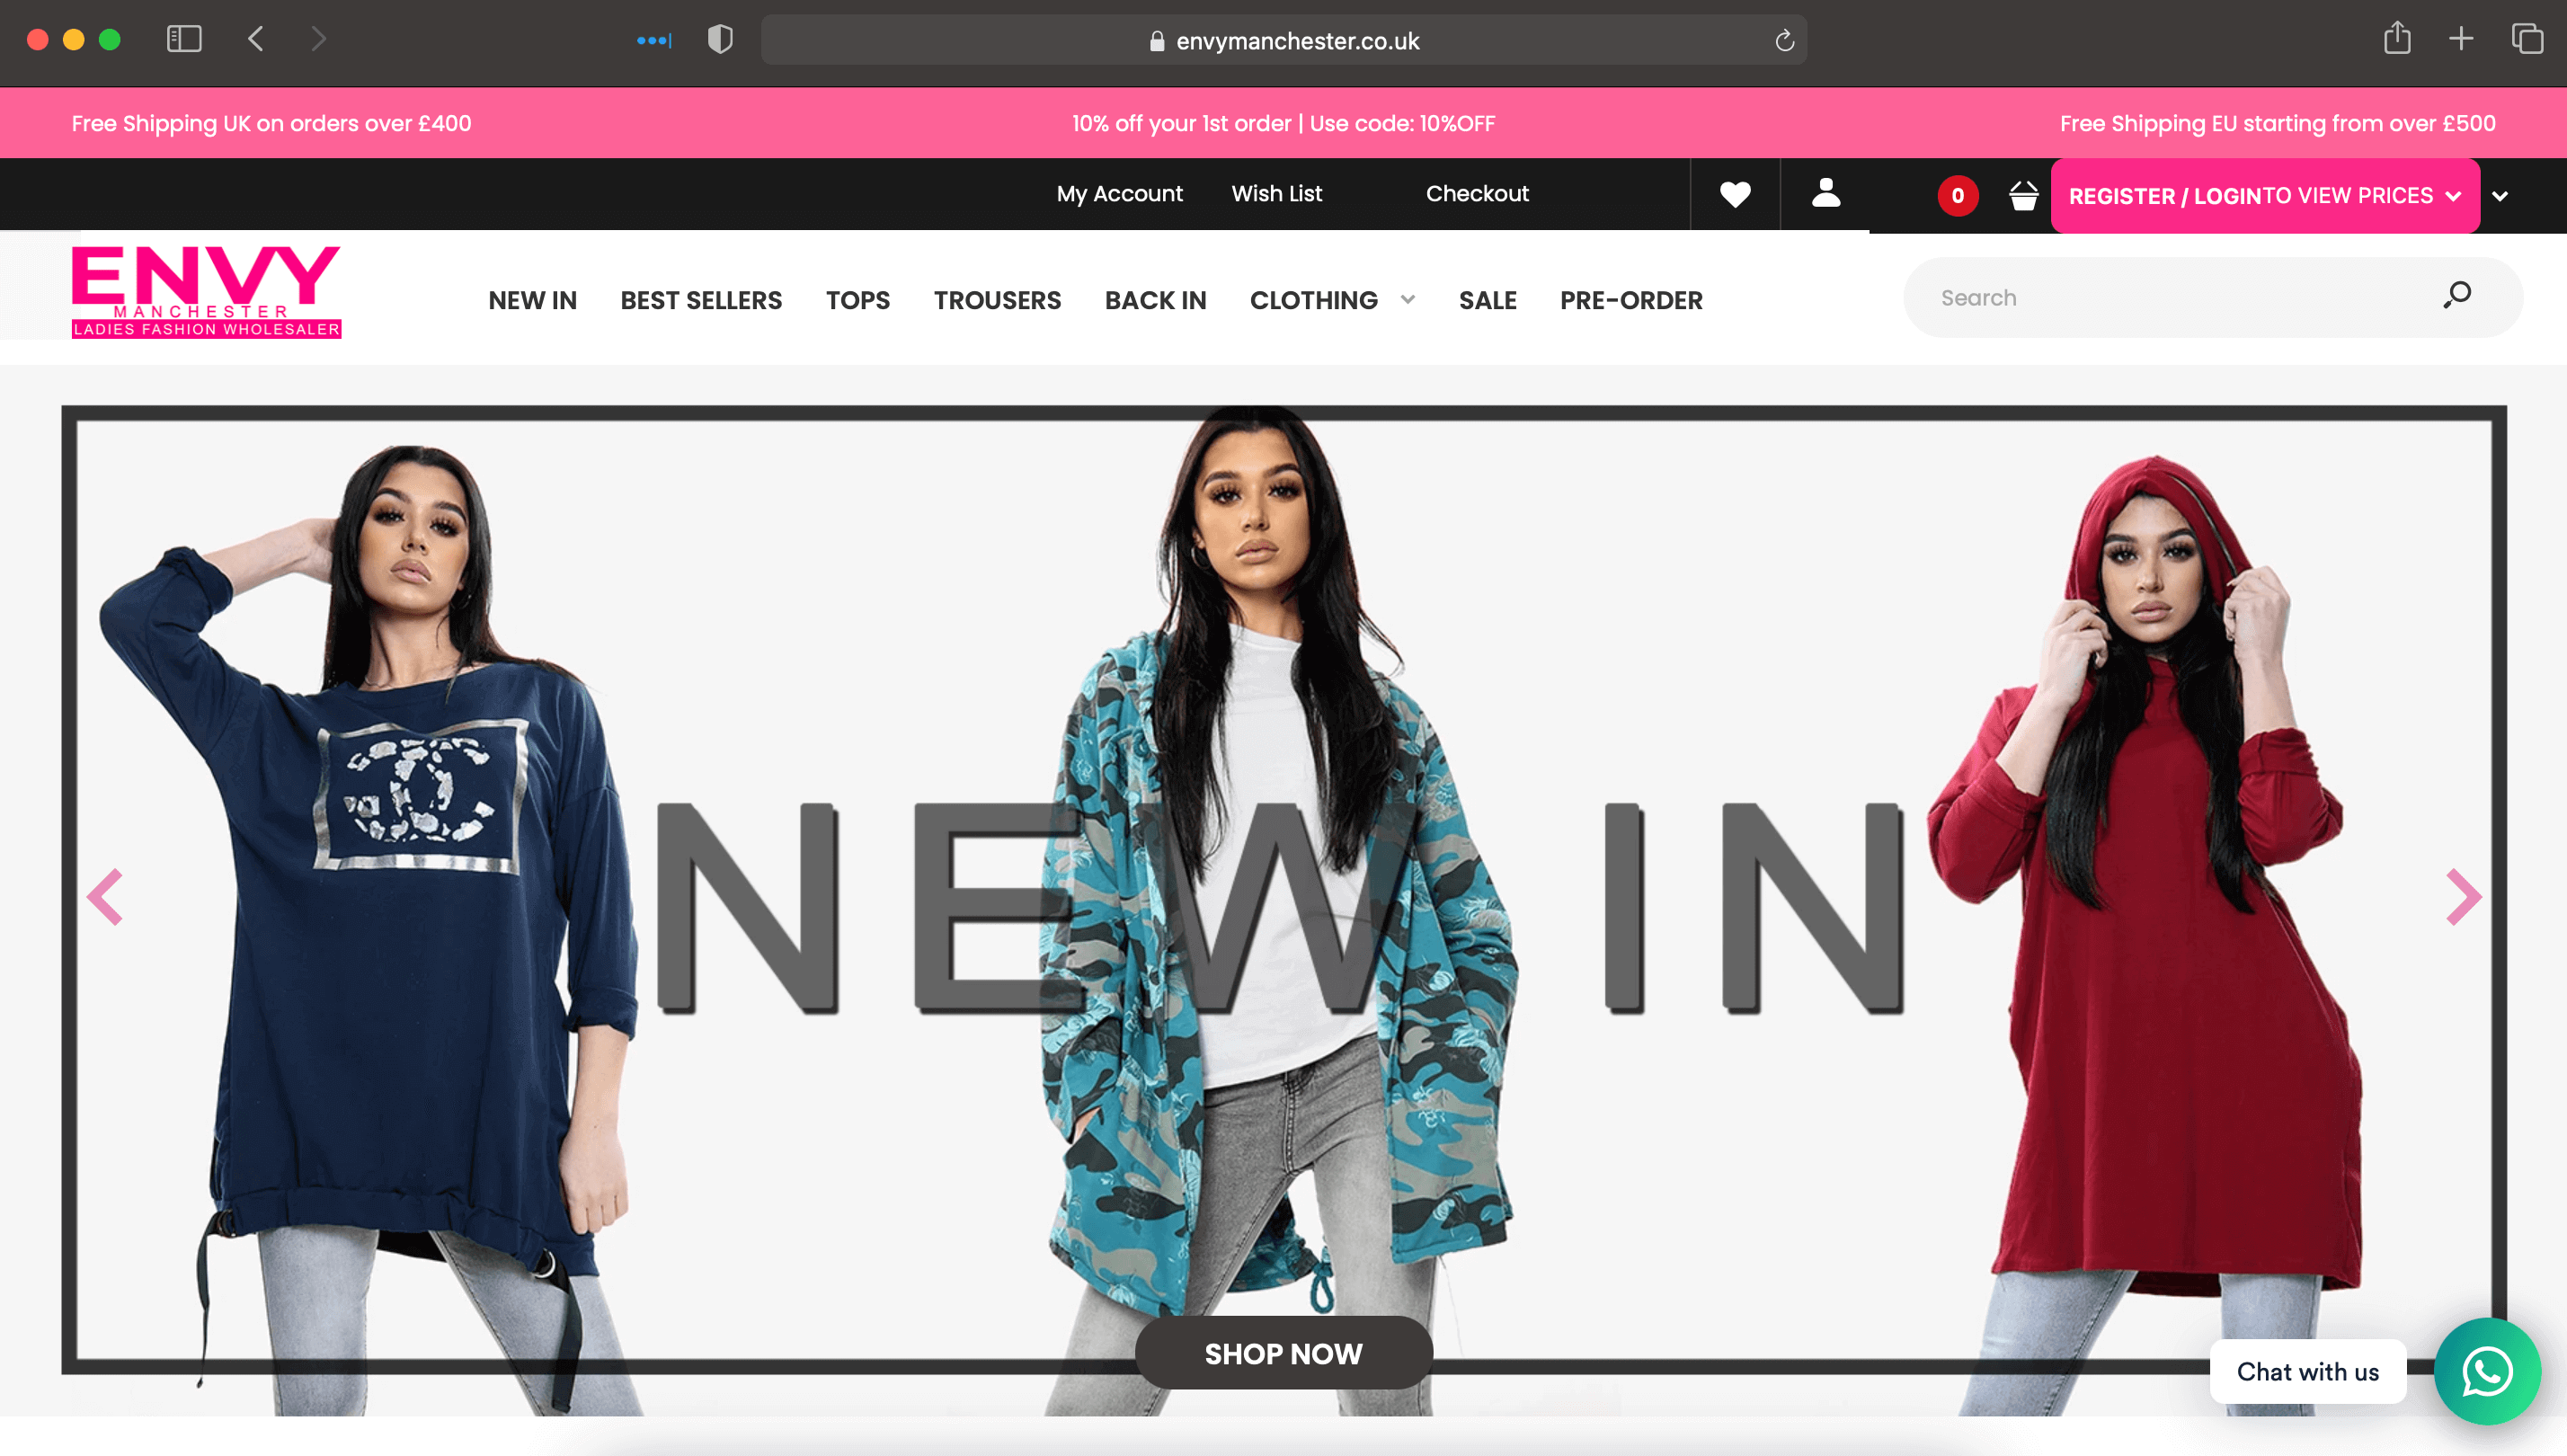 envymanchester.co.uk
Free Shipping UK on orders over £400
10% off your 1st order | Use code: 10%OFF
Free Shipping EU starting from over £500
My Account
Wish List
Checkout
0
REGISTER / LOGINTO VIEW PRICES
ENVY
MANCHESTER
LADIES FASHION WHOLESALER
NEW IN
BEST SELLERS
TOPS
TROUSERS
BACK IN
CLOTHING
SALE
PRE-ORDER
Search
NEW IN
SHOP NOW
Chat with us